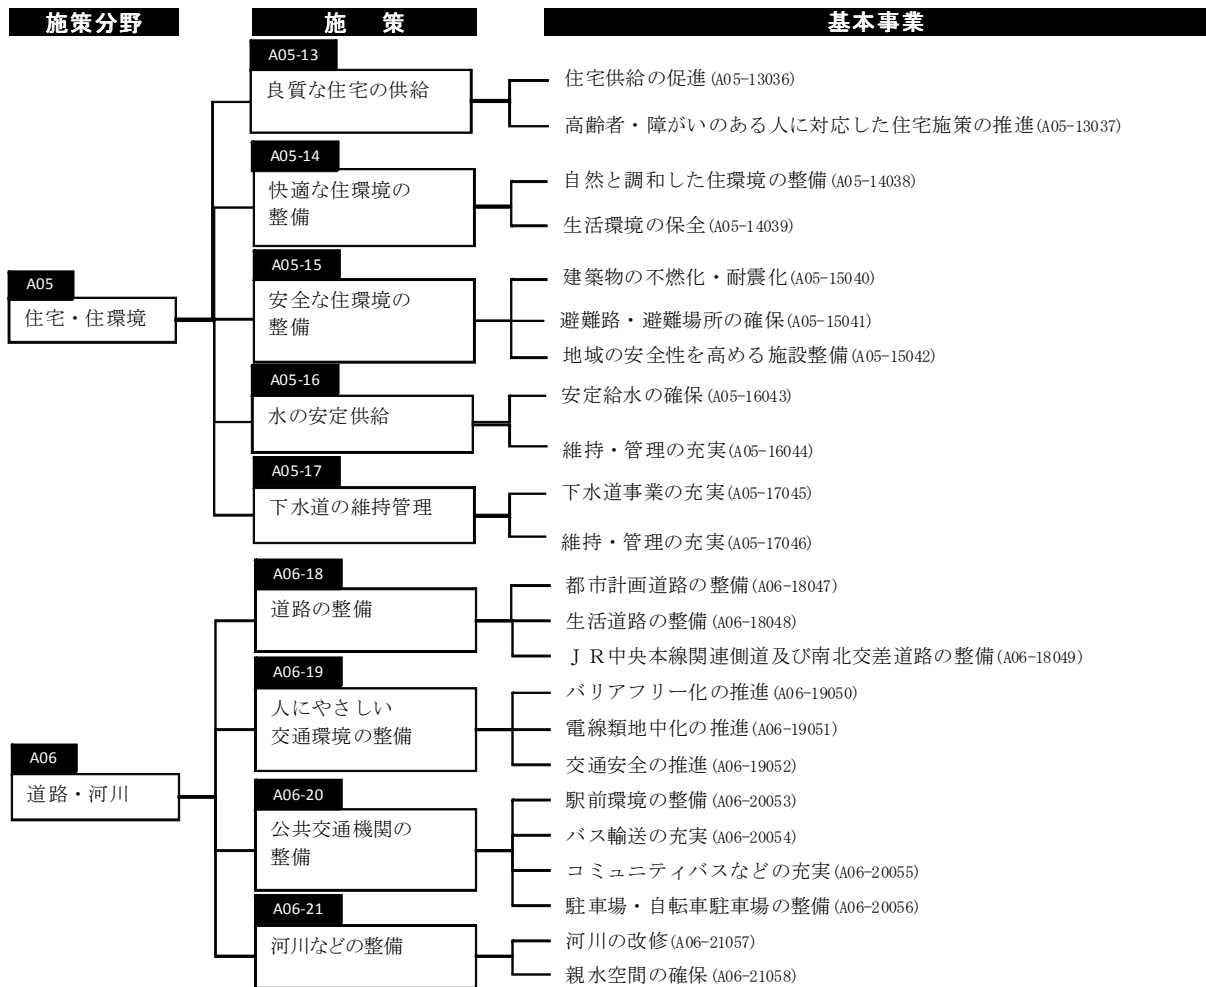 施策分野
施　策
基本事業
A05
住宅・住環境
A05-13
良質な住宅の供給
住宅供給の促進(A05-13036)
高齢者・障がいのある人に対応した住宅施策の推進(A05-13037)
A05-14
快適な住環境の
整備
自然と調和した住環境の整備(A05-14038)
生活環境の保全(A05-14039)
A05-15
安全な住環境の
整備
建築物の不燃化・耐震化(A05-15040)
避難路・避難場所の確保(A05-15041)
地域の安全性を高める施設整備(A05-15042)
A05-16
水の安定供給
安定給水の確保(A05-16043)
維持・管理の充実(A05-16044)
A05-17
下水道の維持管理
下水道事業の充実(A05-17045)
維持・管理の充実(A05-17046)
A06
道路・河川
A06-18
道路の整備
都市計画道路の整備(A06-18047)
生活道路の整備(A06-18048)
ＪＲ中央本線関連側道及び南北交差道路の整備(A06-18049)
A06-19
人にやさしい
交通環境の整備
バリアフリー化の推進(A06-19050)
電線類地中化の推進(A06-19051)
交通安全の推進(A06-19052)
A06-20
公共交通機関の
整備
駅前環境の整備(A06-20053)
バス輸送の充実(A06-20054)
コミュニティバスなどの充実(A06-20055)
駐車場・自転車駐車場の整備(A06-20056)
A06-21
河川などの整備
河川の改修(A06-21057)
親水空間の確保(A06-21058)